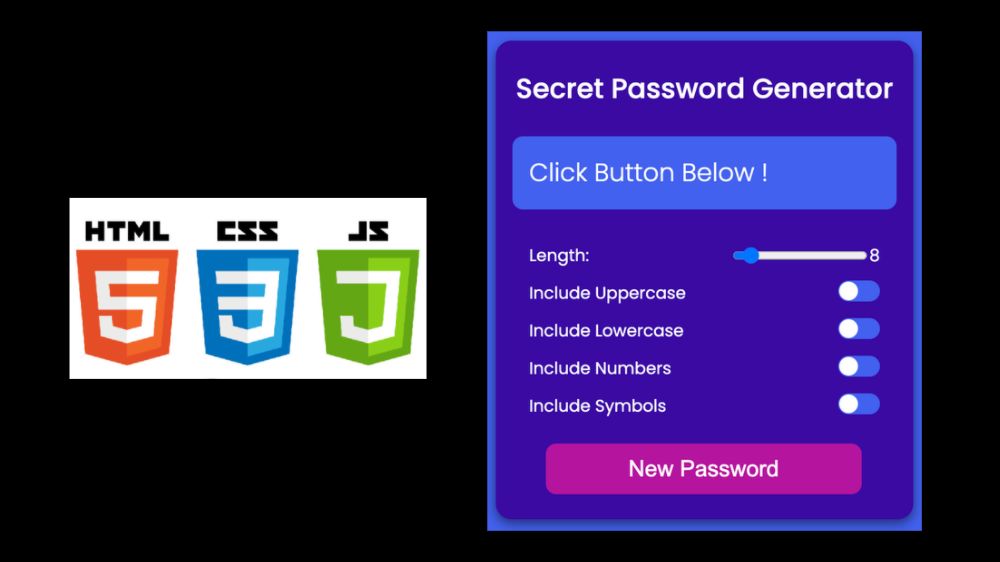 HTML CSS JS
5 3 J
Secret Password Generator
Click Button Below !
Length: 8
Include Uppercase
Include Lowercase
Include Numbers
Include Symbols
New Password